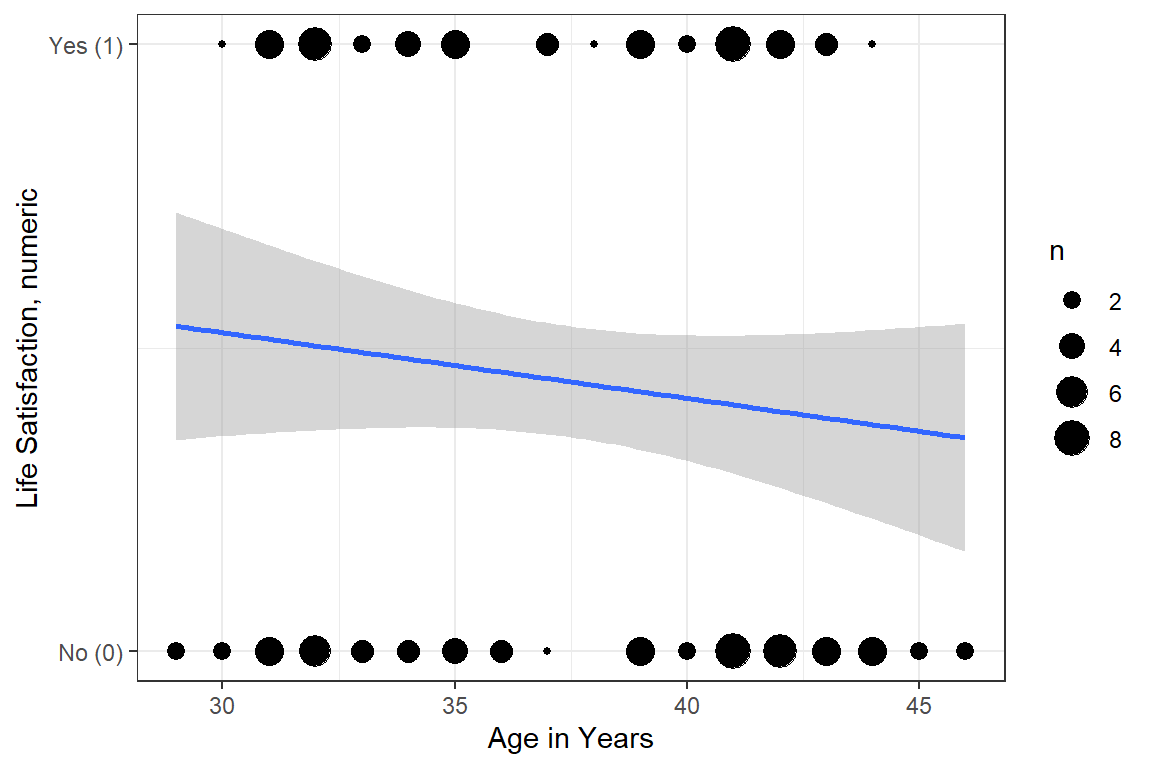 Yes (1)
No (0)
Life Satisfaction, numeric
30 35 40 45
Age in Years
n
2
4
6
8